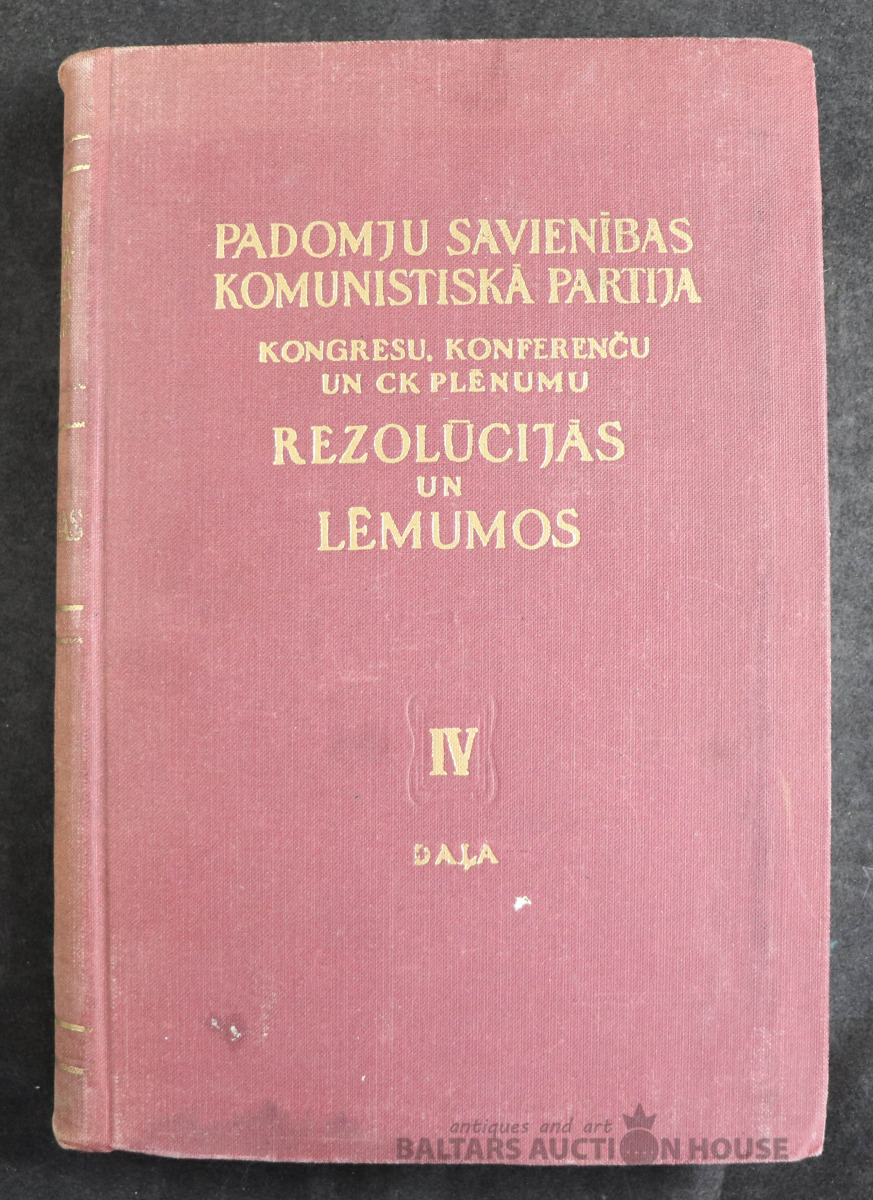 PADOMJU SAVIENĪBAS
KOMUNISTISKĀ PARTIJA
KONGRESU, KONFERENČU
UN CK PLĒNUMU
REZOLŪCIJĀS
UN
LĒMUMOS
IV
DAĻA
antiques and art
BALTARS AUCTION HOUSE